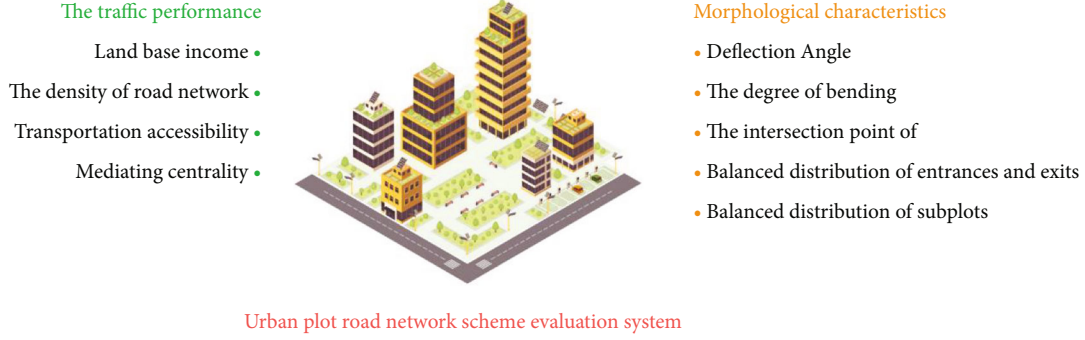 The traffic performance
Land base income •
The density of road network •
Transportation accessibility •
Mediating centrality •
Morphological characteristics
• Deflection Angle
• The degree of bending
• The intersection point of
• Balanced distribution of entrances and exits
• Balanced distribution of subplots
Urban plot road network scheme evaluation system